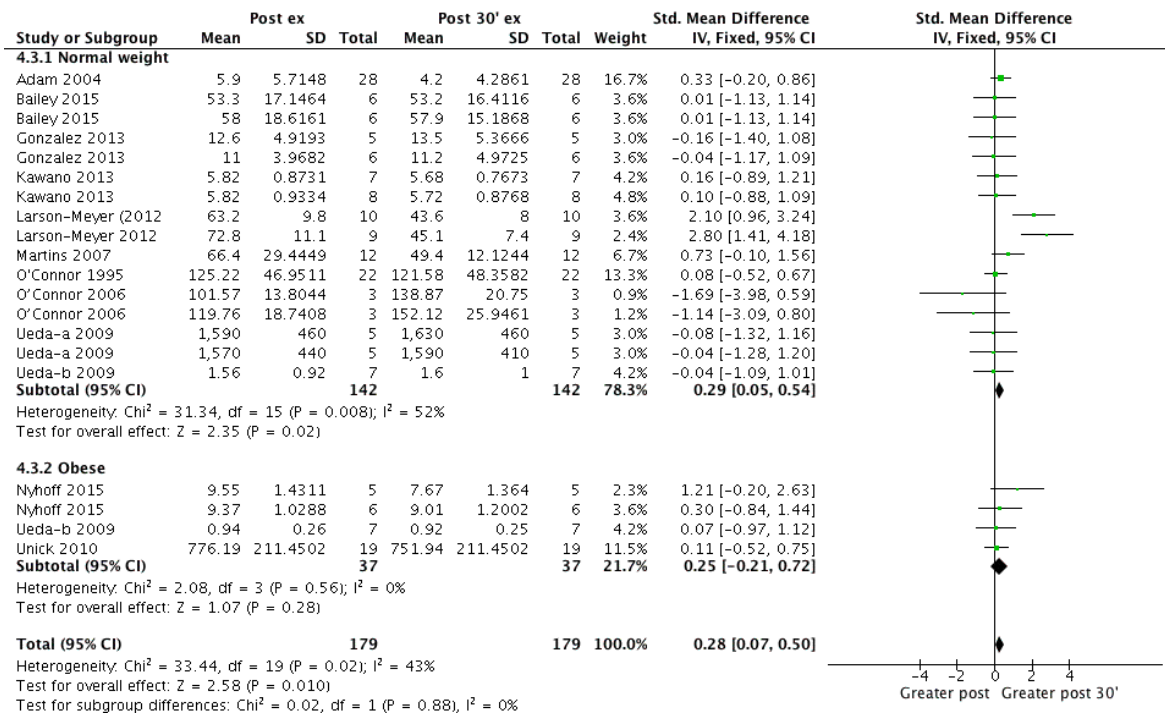 Post ex Post 30' ex Std. Mean Difference Std. Mean Difference
Study or Subgroup Mean SD Total Mean SD Total Weight IV, Fixed, 95% CI IV, Fixed, 95% CI
4.3.1 Normal weight
Adam 2004 5.9 5.7148 28 4.2 4.2861 28 16.7% 0.33 [-0.20, 0.86]
Bailey 2015 53.3 17.1464 6 53.2 16.4116 6 3.6% 0.01 [-1.13, 1.14]
Bailey 2015 58 18.6161 6 57.9 15.1868 6 3.6% 0.01 [-1.13, 1.14]
Gonzalez 2013 12.6 4.9193 5 13.5 5.3666 5 3.0% -0.16 [-1.40, 1.08]
Gonzalez 2013 11 3.9682 6 11.2 4.9725 6 3.6% -0.04 [-1.17, 1.09]
Kawano 2013 5.82 0.8731 7 5.68 0.7673 7 4.2% 0.16 [-0.89, 1.21]
Kawano 2013 5.82 0.9334 8 5.72 0.8768 8 4.8% 0.10 [-0.88, 1.09]
Larson-Meyer (2012 63.2 9.8 10 43.6 8 10 3.6% 2.10 [0.96, 3.24]
Larson-Meyer 2012 72.8 11.1 9 45.1 7.4 9 2.4% 2.80 [1.41, 4.18]
Martins 2007 66.4 29.4449 12 49.4 12.1244 12 6.7% 0.73 [-0.10, 1.56]
O'Connor 1995 125.22 46.9511 22 121.58 48.3582 22 13.3% 0.08 [-0.52, 0.67]
O'Connor 2006 101.57 13.8044 3 138.87 20.75 3 0.9% -1.69 [-3.98, 0.59]
O'Connor 2006 119.76 18.7408 3 152.12 25.9461 3 1.2% -1.14 [-3.09, 0.80]
Ueda-a 2009 1,590 460 5 1,630 460 5 3.0% -0.08 [-1.32, 1.16]
Ueda-a 2009 1,570 440 5 1,590 410 5 3.0% -0.04 [-1.28, 1.20]
Ueda-b 2009 1.56 0.92 7 1.6 1 7 4.2% -0.04 [-1.09, 1.01]
Subtotal (95% CI) 142 142 78.3% 0.29 [0.05, 0.54]
Heterogeneity: Chi² = 31.34, df = 15 (P = 0.008); I² = 52%
Test for overall effect: Z = 2.35 (P = 0.02)
4.3.2 Obese
Nyhoff 2015 9.55 1.4311 5 7.67 1.364 5 2.3% 1.21 [-0.20, 2.63]
Nyhoff 2015 9.37 1.0288 6 9.01 1.2002 6 3.6% 0.30 [-0.84, 1.44]
Ueda-b 2009 0.94 0.26 7 0.92 0.25 7 4.2% 0.07 [-0.97, 1.12]
Unick 2010 776.19 211.4502 19 751.94 211.4502 19 11.5% 0.11 [-0.52, 0.75]
Subtotal (95% CI) 37 37 21.7% 0.25 [-0.21, 0.72]
Heterogeneity: Chi² = 2.08, df = 3 (P = 0.56); I² = 0%
Test for overall effect: Z = 1.07 (P = 0.28)
Total (95% CI) 179 179 100.0% 0.28 [0.07, 0.50]
Heterogeneity: Chi² = 33.44, df = 19 (P = 0.02); I² = 43%
Test for overall effect: Z = 2.58 (P = 0.010)
Test for subgroup differences: Chi² = 0.02, df = 1 (P = 0.88), I² = 0%
-4 -2 0 2 4
Greater post Greater post 30'